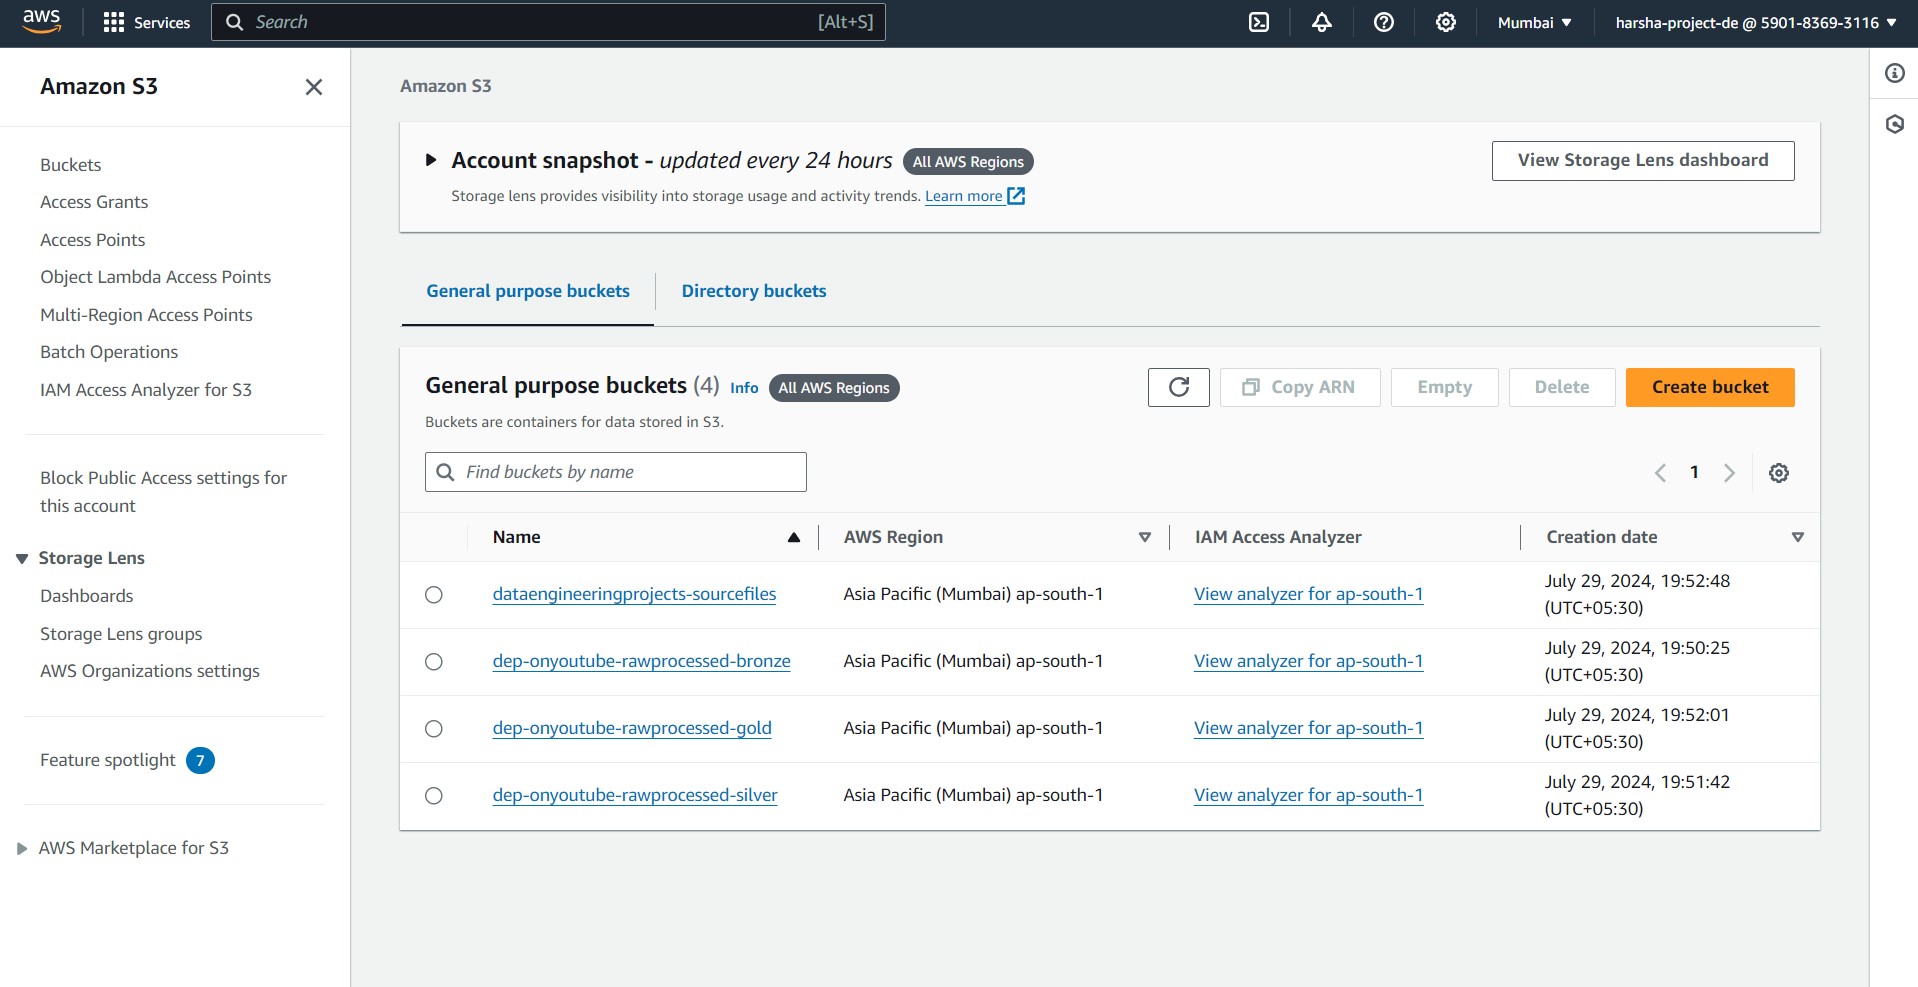 aws
Services
Search [Alt+S]
Mumbai
harsha-project-de @ 5901-8369-3116
Amazon S3
Buckets
Access Grants
Access Points
Object Lambda Access Points
Multi-Region Access Points
Batch Operations
IAM Access Analyzer for S3
Block Public Access settings for
this account
Storage Lens
Dashboards
Storage Lens groups
AWS Organizations settings
Feature spotlight 7
AWS Marketplace for S3
Amazon S3
Account snapshot - updated every 24 hours All AWS Regions
View Storage Lens dashboard
Storage lens provides visibility into storage usage and activity trends. Learn more
General purpose buckets
Directory buckets
General purpose buckets (4) Info All AWS Regions
Copy ARN
Empty
Delete
Create bucket
Buckets are containers for data stored in S3.
Find buckets by name
1
Name AWS Region IAM Access Analyzer Creation date
dataengineeringprojects-sourcefiles Asia Pacific (Mumbai) ap-south-1 View analyzer for ap-south-1 July 29, 2024, 19:52:48
(UTC+05:30)
dep-onyoutube-rawprocessed-bronze Asia Pacific (Mumbai) ap-south-1 View analyzer for ap-south-1 July 29, 2024, 19:50:25
(UTC+05:30)
dep-onyoutube-rawprocessed-gold Asia Pacific (Mumbai) ap-south-1 View analyzer for ap-south-1 July 29, 2024, 19:52:01
(UTC+05:30)
dep-onyoutube-rawprocessed-silver Asia Pacific (Mumbai) ap-south-1 View analyzer for ap-south-1 July 29, 2024, 19:51:42
(UTC+05:30)